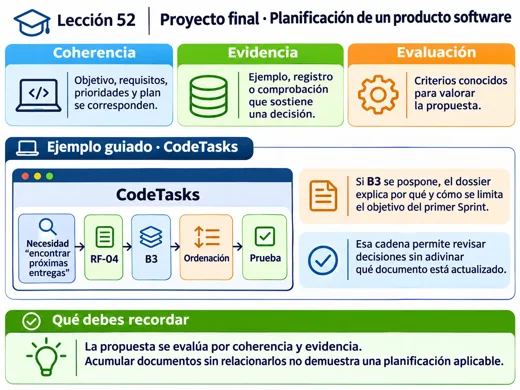 Lección 52
Proyecto final · Planificación de un producto software
Coherencia
Objetivo, requisitos,
prioridades y plan
se corresponden.
Evidencia
Ejemplo, registro
o comprobación
que sostiene
una decisión.
Evaluación
Criterios conocidos
para valorar
la propuesta.
Ejemplo guiado · CodeTasks
CodeTasks
Necesidad
"encontrar
próximas
entregas"
RF-04
B3
Ordenación
Prueba
Si B3 se pospone, el dossier
explica por qué y cómo se limita
el objetivo del primer Sprint.
Esa cadena permite revisar
decisiones sin adivinar
qué documento está actualizado.
Qué debes recordar
La propuesta se evalúa por coherencia y evidencia.
Acumular documentos sin relacionarlos no demuestra una planificación aplicable.